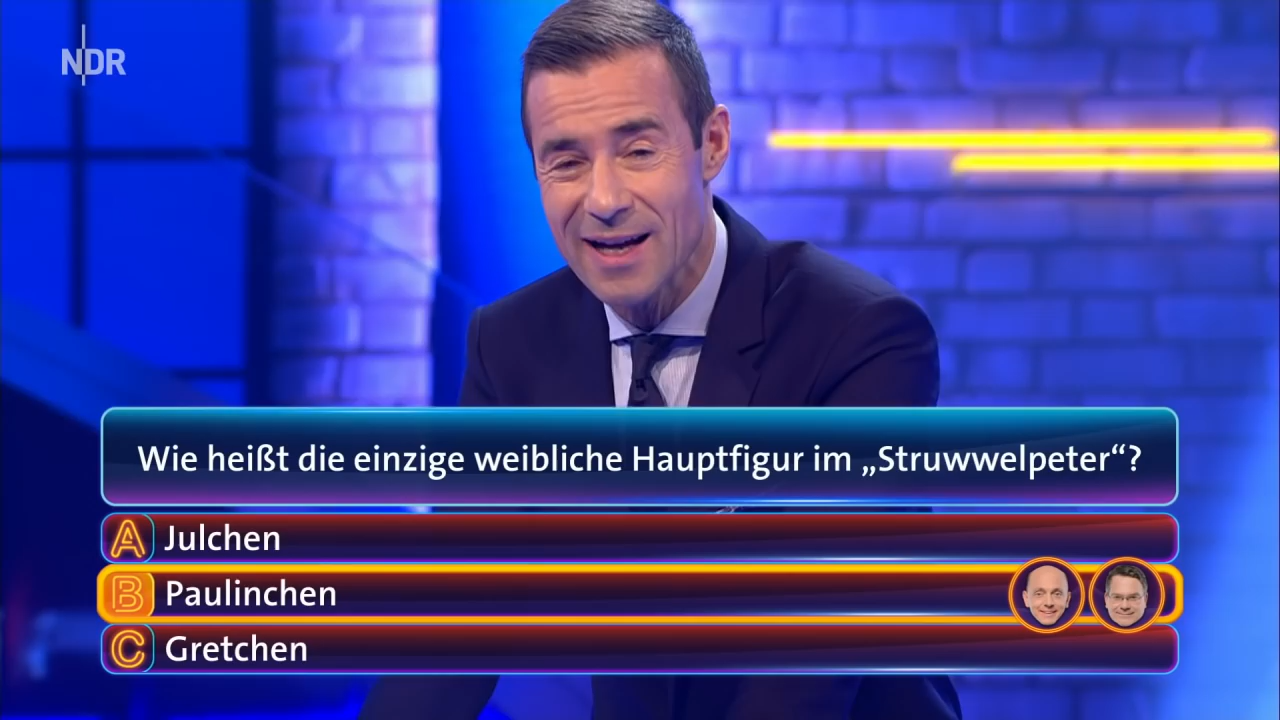 NDR
Wie heißt die einzige weibliche Hauptfigur im „Struwwelpeter“?
A Julchen
B Paulinchen
C Gretchen